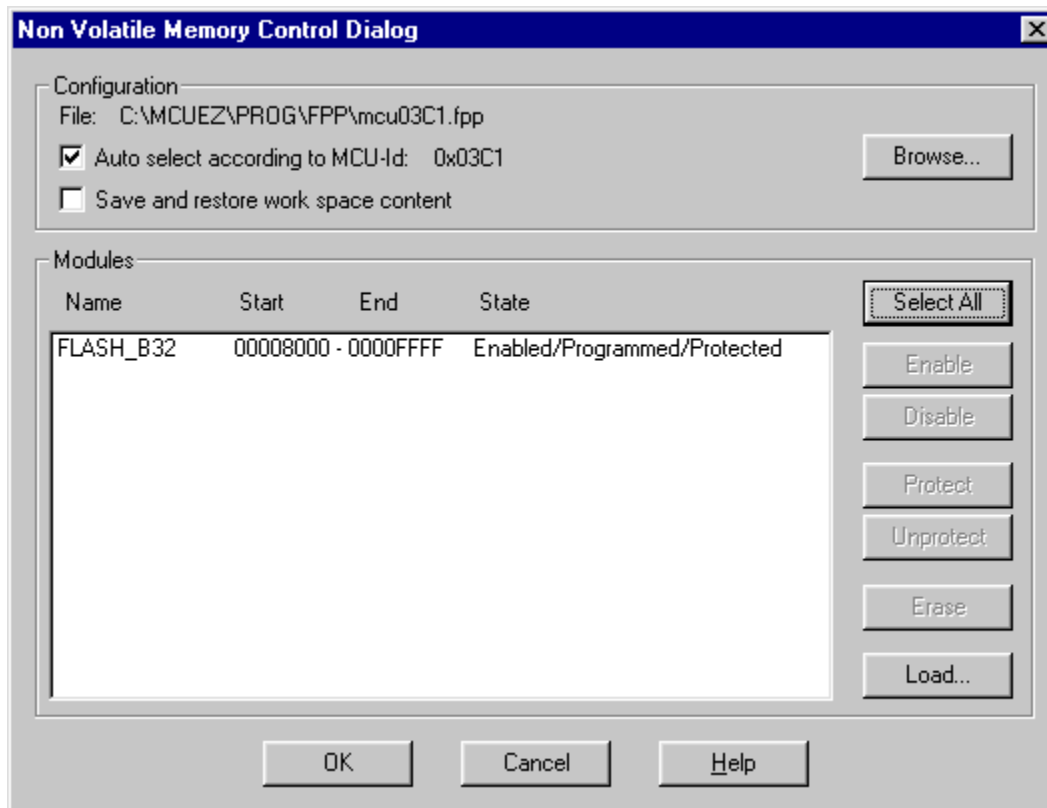 Non Volatile Memory Control Dialog
Configuration
File: C:\MCUEZ\PROG\FPP\mcu03C1.fpp
Auto select according to MCU-Id: 0x03C1
Browse...
Save and restore work space content
Modules
Name Start End State
Select All
FLASH_B32 00008000 - 0000FFFF Enabled/Programmed/Protected
Enable
Disable
Protect
Unprotect
Erase
Load...
OK Cancel Help